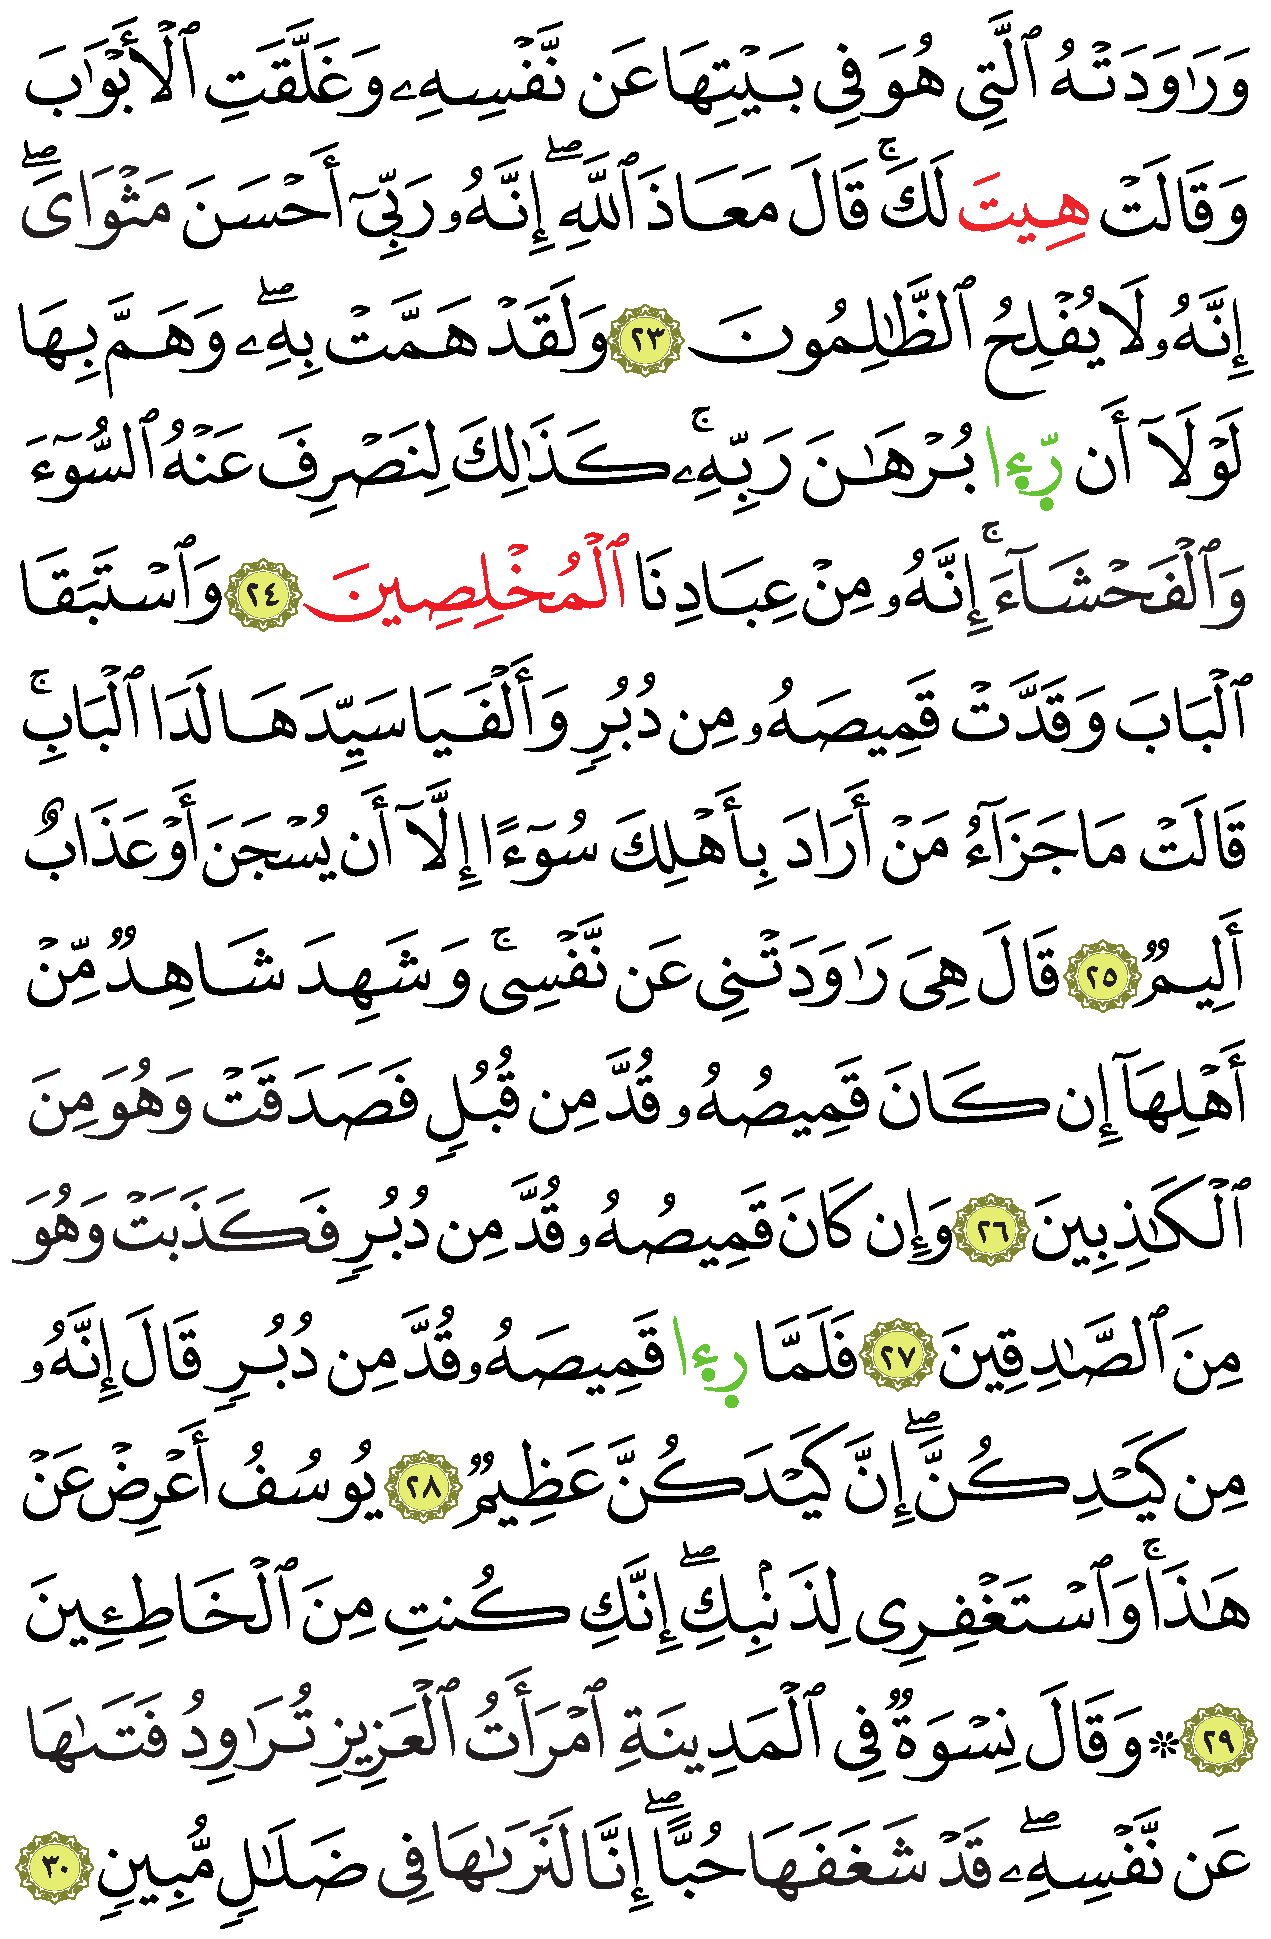 وَرَٰوَدَتْهُ ٱلَّتِى هُوَ فِى بَيْتِهَا عَن نَّفْسِهِۦ وَغَلَّقَتِ ٱلْأَبْوَٰبَ
وَقَالَتْ هِيتَ لَكَ ۚ قَالَ مَعَاذَ ٱللَّهِ ۖ إِنَّهُۥ رَبِّىٓ أَحْسَنَ مَثْوَاىَ ۖ
إِنَّهُۥ لَا يُفْلِحُ ٱلظَّٰلِمُونَ ٢٣ وَلَقَدْ هَمَّتْ بِهِۦ ۖ وَهَمَّ بِهَا
لَوْلَآ أَن رِّءَا بُرْهَٰنَ رَبِّهِۦ ۚ كَذَٰلِكَ لِنَصْرِفَ عَنْهُ ٱلسُّوٓءَ
وَٱلْفَحْشَآءَ ۚ إِنَّهُۥ مِنْ عِبَادِنَا ٱلْمُخْلِصِينَ ٢٤ وَٱسْتَبَقَا
ٱلْبَابَ وَقَدَّتْ قَمِيصَهُۥ مِن دُبُرٍ وَأَلْفَيَا سَيِّدَهَا لَدَا ٱلْبَابِ ۚ
قَالَتْ مَا جَزَآءُ مَنْ أَرَادَ بِأَهْلِكَ سُوٓءًا إِلَّآ أَن يُسْجَنَ أَوْ عَذَابٌ
أَلِيمٌ ٢٥ قَالَ هِىَ رَٰوَدَتْنِى عَن نَّفْسِى ۚ وَشَهِدَ شَاهِدٌ مِّنْ
أَهْلِهَآ إِن كَانَ قَمِيصُهُۥ قُدَّ مِن قُبُلٍ فَصَدَقَتْ وَهُوَ مِنَ
ٱلْكَٰذِبِينَ ٢٦ وَإِن كَانَ قَمِيصُهُۥ قُدَّ مِن دُبُرٍ فَكَذَبَتْ وَهُوَ
مِنَ ٱلصَّٰدِقِينَ ٢٧ فَلَمَّا رِءَا قَمِيصَهُۥ قُدَّ مِن دُبُرٍ قَالَ إِنَّهُۥ
مِن كَيْدِكُنَّ ۖ إِنَّ كَيْدَكُنَّ عَظِيمٌ ٢٨ يُوسُفُ أَعْرِضْ عَنْ
هَٰذَا ۚ وَٱسْتَغْفِرِى لِذَنۢبِكِ ۖ إِنَّكِ كُنتِ مِنَ ٱلْخَاطِـِٔينَ
٢٩ ۞ وَقَالَ نِسْوَةٌ فِى ٱلْمَدِينَةِ ٱمْرَأَتُ ٱلْعَزِيزِ تُرَٰوِدُ فَتَىٰهَا
عَن نَّفْسِهِۦ ۖ قَدْ شَغَفَهَا حُبًّا ۖ إِنَّا لَنَرَىٰهَا فِى ضَلَٰلٍ مُّبِينٍ ٣٠